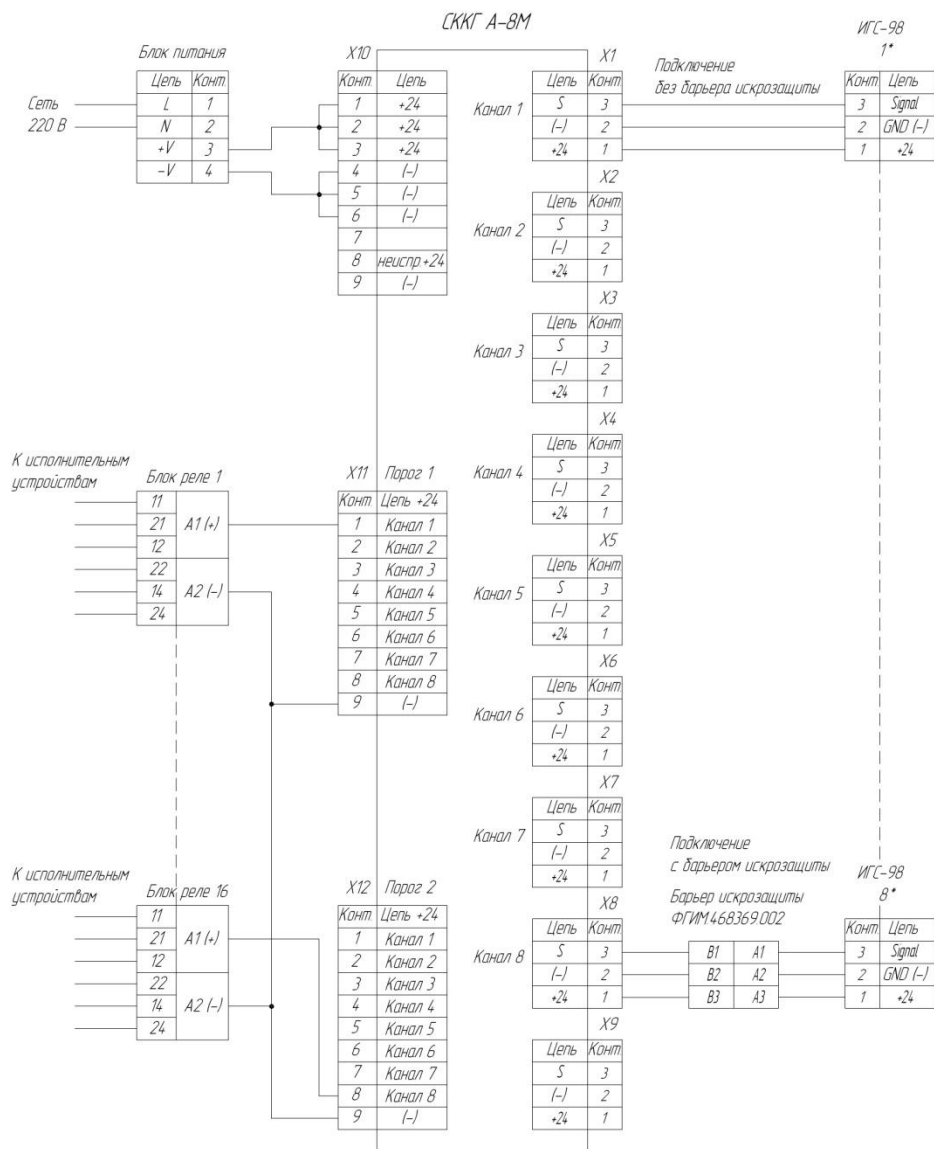 СККГ А-8М
Блок питания
Цепь Конт.
L 1
N 2
+V 3
-V 4
Сеть
220 В
X10
Конт. Цепь
1 +24
2 +24
3 +24
4 (-)
5 (-)
6 (-)
7
8 неиспр +24
9 (-)
X1
Канал 1
Цепь Конт.
S 3
(-) 2
+24 1
Подключение
без барьера искрозащиты
ИГС-98
1*
Конт. Цепь
3 Signal
2 GND (-)
1 +24
X2
Канал 2
Цепь Конт.
S 3
(-) 2
+24 1
X3
Канал 3
Цепь Конт.
S 3
(-) 2
+24 1
X4
Канал 4
Цепь Конт.
S 3
(-) 2
+24 1
X5
Канал 5
Цепь Конт.
S 3
(-) 2
+24 1
X6
Канал 6
Цепь Конт.
S 3
(-) 2
+24 1
X7
Канал 7
Цепь Конт.
S 3
(-) 2
+24 1
К исполнительным
устройствам
Блок реле 1
11
21 А1 (+)
12
22
14 А2 (-)
24
X11 Порог 1
Конт. Цепь +24
1 Канал 1
2 Канал 2
3 Канал 3
4 Канал 4
5 Канал 5
6 Канал 6
7 Канал 7
8 Канал 8
9 (-)
К исполнительным
устройствам
Блок реле 16
11
21 А1 (+)
12
22
14 А2 (-)
24
X12 Порог 2
Конт. Цепь +24
1 Канал 1
2 Канал 2
3 Канал 3
4 Канал 4
5 Канал 5
6 Канал 6
7 Канал 7
8 Канал 8
9 (-)
X8
Канал 8
Цепь Конт.
S 3
(-) 2
+24 1
Подключение
с барьером искрозащиты
Барьер искрозащиты
ФГИМ.468369.002
B1 A1
B2 A2
B3 A3
ИГС-98
8*
Конт. Цепь
3 Signal
2 GND (-)
1 +24
X9
Цепь Конт.
S 3
(-) 2
+24 1